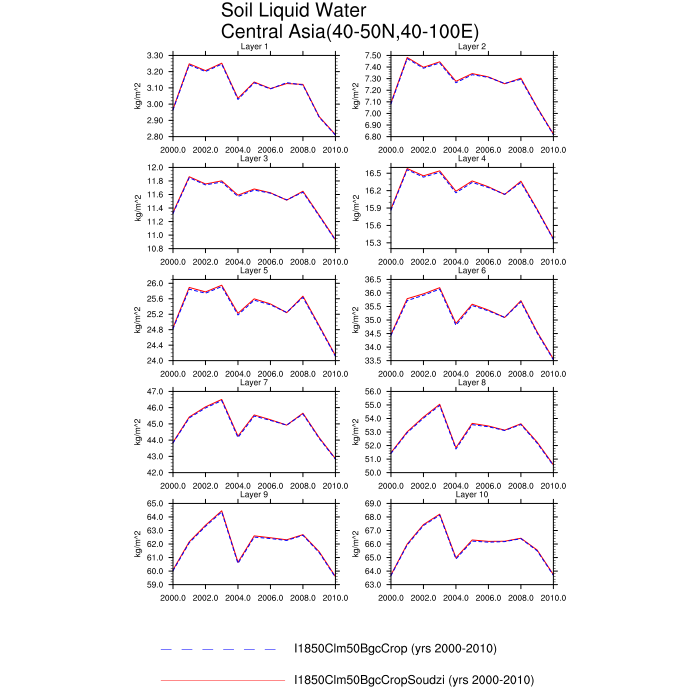 Soil Liquid Water
Central Asia(40-50N,40-100E)
Layer 1
3.30
3.20
3.10
3.00
2.90
2.80
kg/m^2
2000.0 2002.0 2004.0 2006.0 2008.0 2010.0
Layer 2
7.50
7.40
7.30
7.20
7.10
7.00
6.90
6.80
kg/m^2
2000.0 2002.0 2004.0 2006.0 2008.0 2010.0
Layer 3
12.0
11.8
11.6
11.4
11.2
11.0
10.8
kg/m^2
2000.0 2002.0 2004.0 2006.0 2008.0 2010.0
Layer 4
16.5
16.2
15.9
15.6
15.3
kg/m^2
2000.0 2002.0 2004.0 2006.0 2008.0 2010.0
Layer 5
26.0
25.6
25.2
24.8
24.4
24.0
kg/m^2
2000.0 2002.0 2004.0 2006.0 2008.0 2010.0
Layer 6
36.5
36.0
35.5
35.0
34.5
34.0
33.5
kg/m^2
2000.0 2002.0 2004.0 2006.0 2008.0 2010.0
Layer 7
47.0
46.0
45.0
44.0
43.0
42.0
kg/m^2
2000.0 2002.0 2004.0 2006.0 2008.0 2010.0
Layer 8
56.0
55.0
54.0
53.0
52.0
51.0
50.0
kg/m^2
2000.0 2002.0 2004.0 2006.0 2008.0 2010.0
Layer 9
65.0
64.0
63.0
62.0
61.0
60.0
59.0
kg/m^2
2000.0 2002.0 2004.0 2006.0 2008.0 2010.0
Layer 10
69.0
68.0
67.0
66.0
65.0
64.0
63.0
kg/m^2
2000.0 2002.0 2004.0 2006.0 2008.0 2010.0
I1850Clm50BgcCrop (yrs 2000-2010)
I1850Clm50BgcCropSoudzi (yrs 2000-2010)